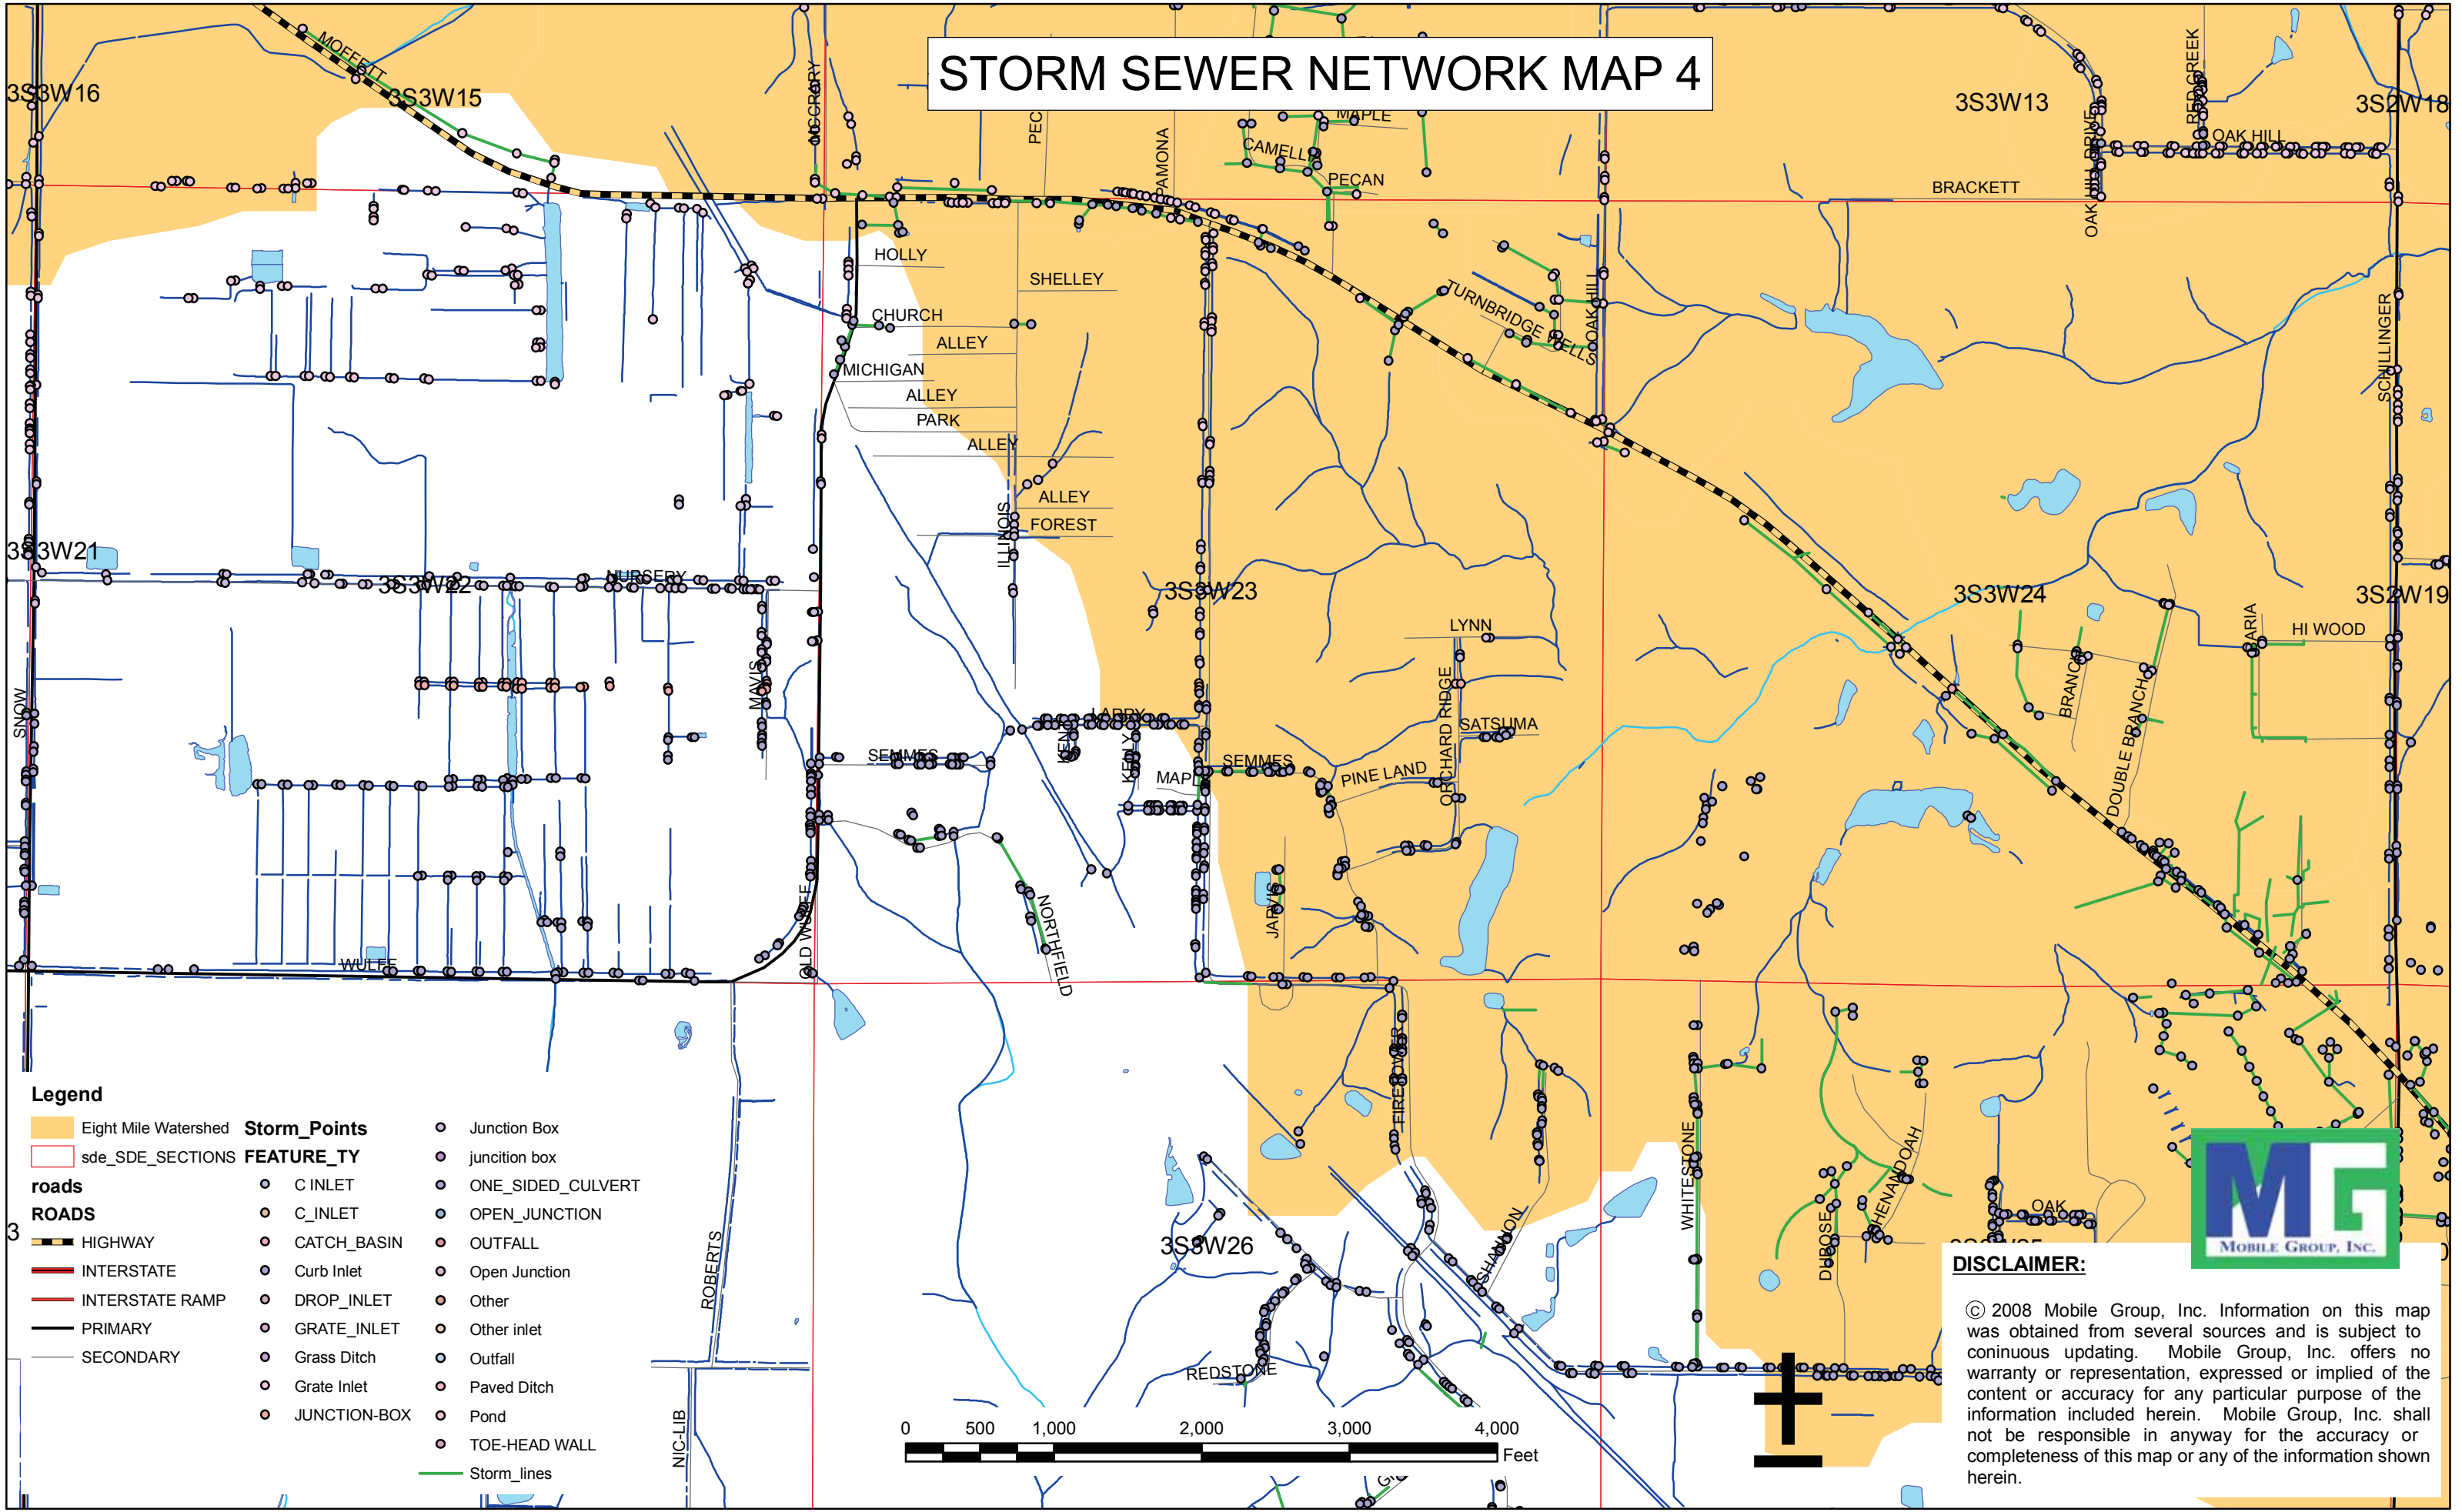 STORM SEWER NETWORK MAP 4
MOFFETT
3S3W16
3S3W15
MCCRARY
PEC
PAMONA
MAPLE
CAMELLIA
PECAN
3S3W13
RED CREEK
3S2W18
OAK HILL
OAK HILL DRIVE
BRACKETT
HOLLY
SHELLEY
CHURCH
ALLEY
MICHIGAN
ALLEY
PARK
ALLEY
ALLEY
FOREST
ILLINOIS
TURNBRIDGE WELLS
OAK HILL
SCHILLINGER
3S3W21
3S3W22
NURSERY
3S3W23
3S3W24
3S2W19
LYNN
HI WOOD
BARIA
BRANCH
DOUBLE BRANCH
MAVIS
SNOW
LARRY
KELLY
SEMMES
MAPL
SEMMES
PINE LAND
ORCHARD RIDGE
SATSUMA
JARVIS
NORTHFIELD
OLD WULFF
WULFF
FIRETOWER
WHITESTONE
SHENANDOAH
DUBOSE
OAK
SHANNON
3S3W26
REDSTONE
ROBERTS
NIC-LIB
3
Legend
Eight Mile Watershed
sde_SDE_SECTIONS
roads
ROADS
HIGHWAY
INTERSTATE
INTERSTATE RAMP
PRIMARY
SECONDARY
Storm_Points
FEATURE_TY
C INLET
C_INLET
CATCH_BASIN
Curb Inlet
DROP_INLET
GRATE_INLET
Grass Ditch
Grate Inlet
JUNCTION-BOX
Junction Box
juncition box
ONE_SIDED_CULVERT
OPEN_JUNCTION
OUTFALL
Open Junction
Other
Other inlet
Outfall
Paved Ditch
Pond
TOE-HEAD WALL
Storm_lines
0 500 1,000 2,000 3,000 4,000
Feet
MG
MOBILE GROUP, INC.
DISCLAIMER:
© 2008 Mobile Group, Inc. Information on this map
was obtained from several sources and is subject to
coninuous updating. Mobile Group, Inc. offers no
warranty or representation, expressed or implied of the
content or accuracy for any particular purpose of the
information included herein. Mobile Group, Inc. shall
not be responsible in anyway for the accuracy or
completeness of this map or any of the information shown
herein.